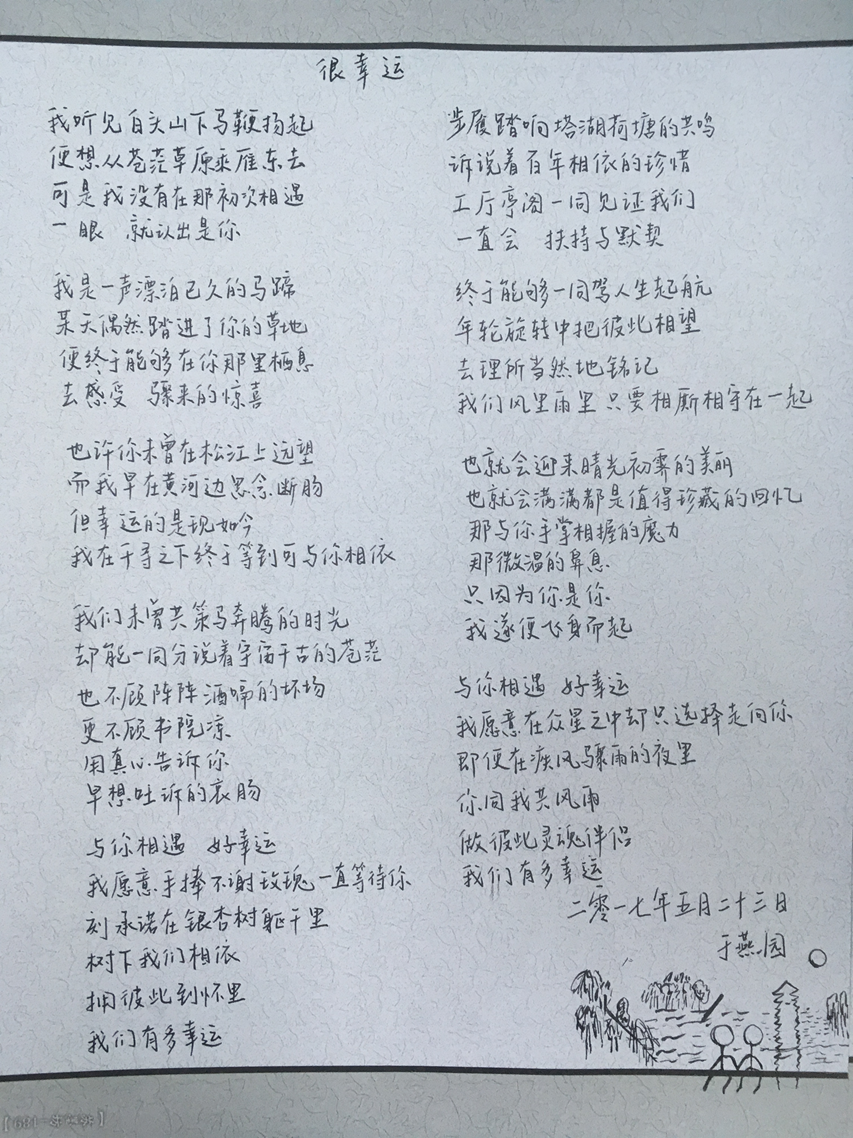 很幸运
我听见白头山下马鞭扬起
便想从苍茫草原乘雁东去
可是我没有在那初次相遇
一眼 就认出是你
我是一声漂泊已久的马蹄
某天偶然踏进了你的草地
便终于能够在你那里栖息
去感受 骤来的惊喜
也许你未曾在松江上远望
而我早在黄河边思念断肠
但幸运的是现如今
我在千寻之下终于等到可与你相依
我们未曾共策马奔腾的时光
却能一同分说着宇宙千古的苍茫
也不顾阵阵酒嗝的坏场
更不顾书院凉
用真心告诉你
早想吐诉的衷肠
与你相遇 好幸运
我愿意手捧不谢玫瑰一直等待你
刻承诺在银杏树躯千里
树下我们相依
拥彼此到怀里
我们有多幸运
步履踏响塔湖荷塘的共鸣
诉说着百年相依的珍惜
工厅亭阁一同见证我们
一直会 扶持与默契
终于能够一同驾人生起航
年轮旋转中把彼此相望
去理所当然地铭记
我们风里雨里只要相厮相守在一起
也就会迎来晴光初霁的美丽
也就会满满都是值得珍藏的回忆
那与你手掌相握的魔力
那微温的鼻息
只因为你是你
我遂便飞身而起
与你相遇 好幸运
我愿意在众星之中却只选择走向你
即便在疾风骤雨的夜里
你同我共风雨
做彼此灵魂伴侣
我们有多幸运
二零一七年五月二十三日
于燕园